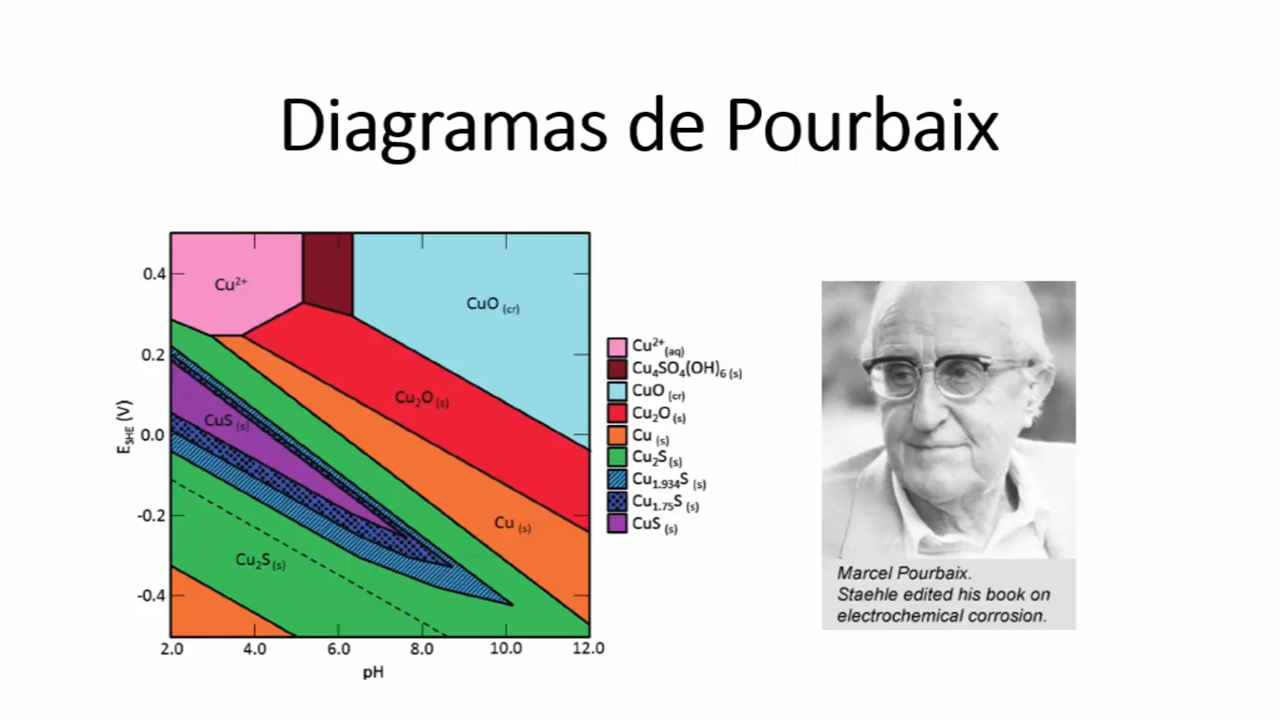 Diagramas de Pourbaix
0.4
0.2
0.0
-0.2
-0.4
E_SHE (V)
2.0 4.0 6.0 8.0 10.0 12.0
pH
Cu²⁺
CuO (cr)
Cu₂O (s)
CuS (s)
Cu (s)
Cu₂S (s)
Cu²⁺(aq)
Cu₄SO₄(OH)₆ (s)
CuO (cr)
Cu₂O (s)
Cu (s)
Cu₂S (s)
Cu₁.₉₃₄S (s)
Cu₁.₇₅S (s)
CuS (s)
Marcel Pourbaix.
Staehle edited his book on
electrochemical corrosion.